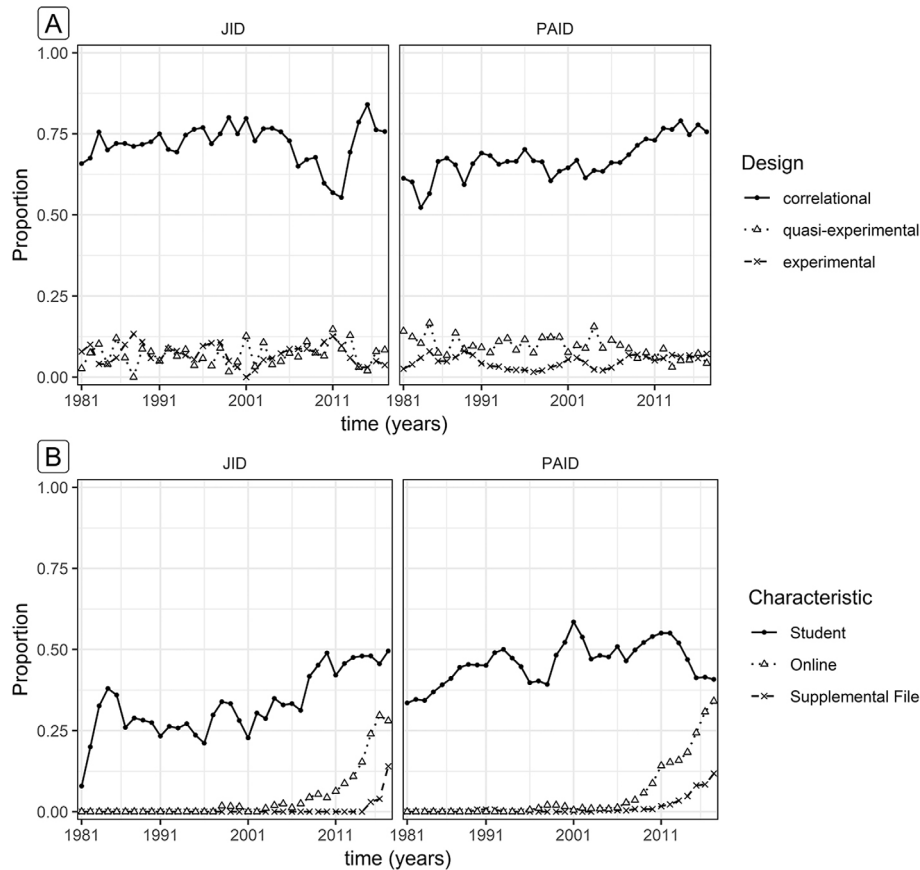 A
JID PAID
1.00
0.75
0.50
0.25
0.00
Proportion
1981 1991 2001 2011 1981 1991 2001 2011
time (years)
Design
correlational
quasi-experimental
experimental
B
JID PAID
1.00
0.75
0.50
0.25
0.00
Proportion
1981 1991 2001 2011 1981 1991 2001 2011
time (years)
Characteristic
Student
Online
Supplemental File